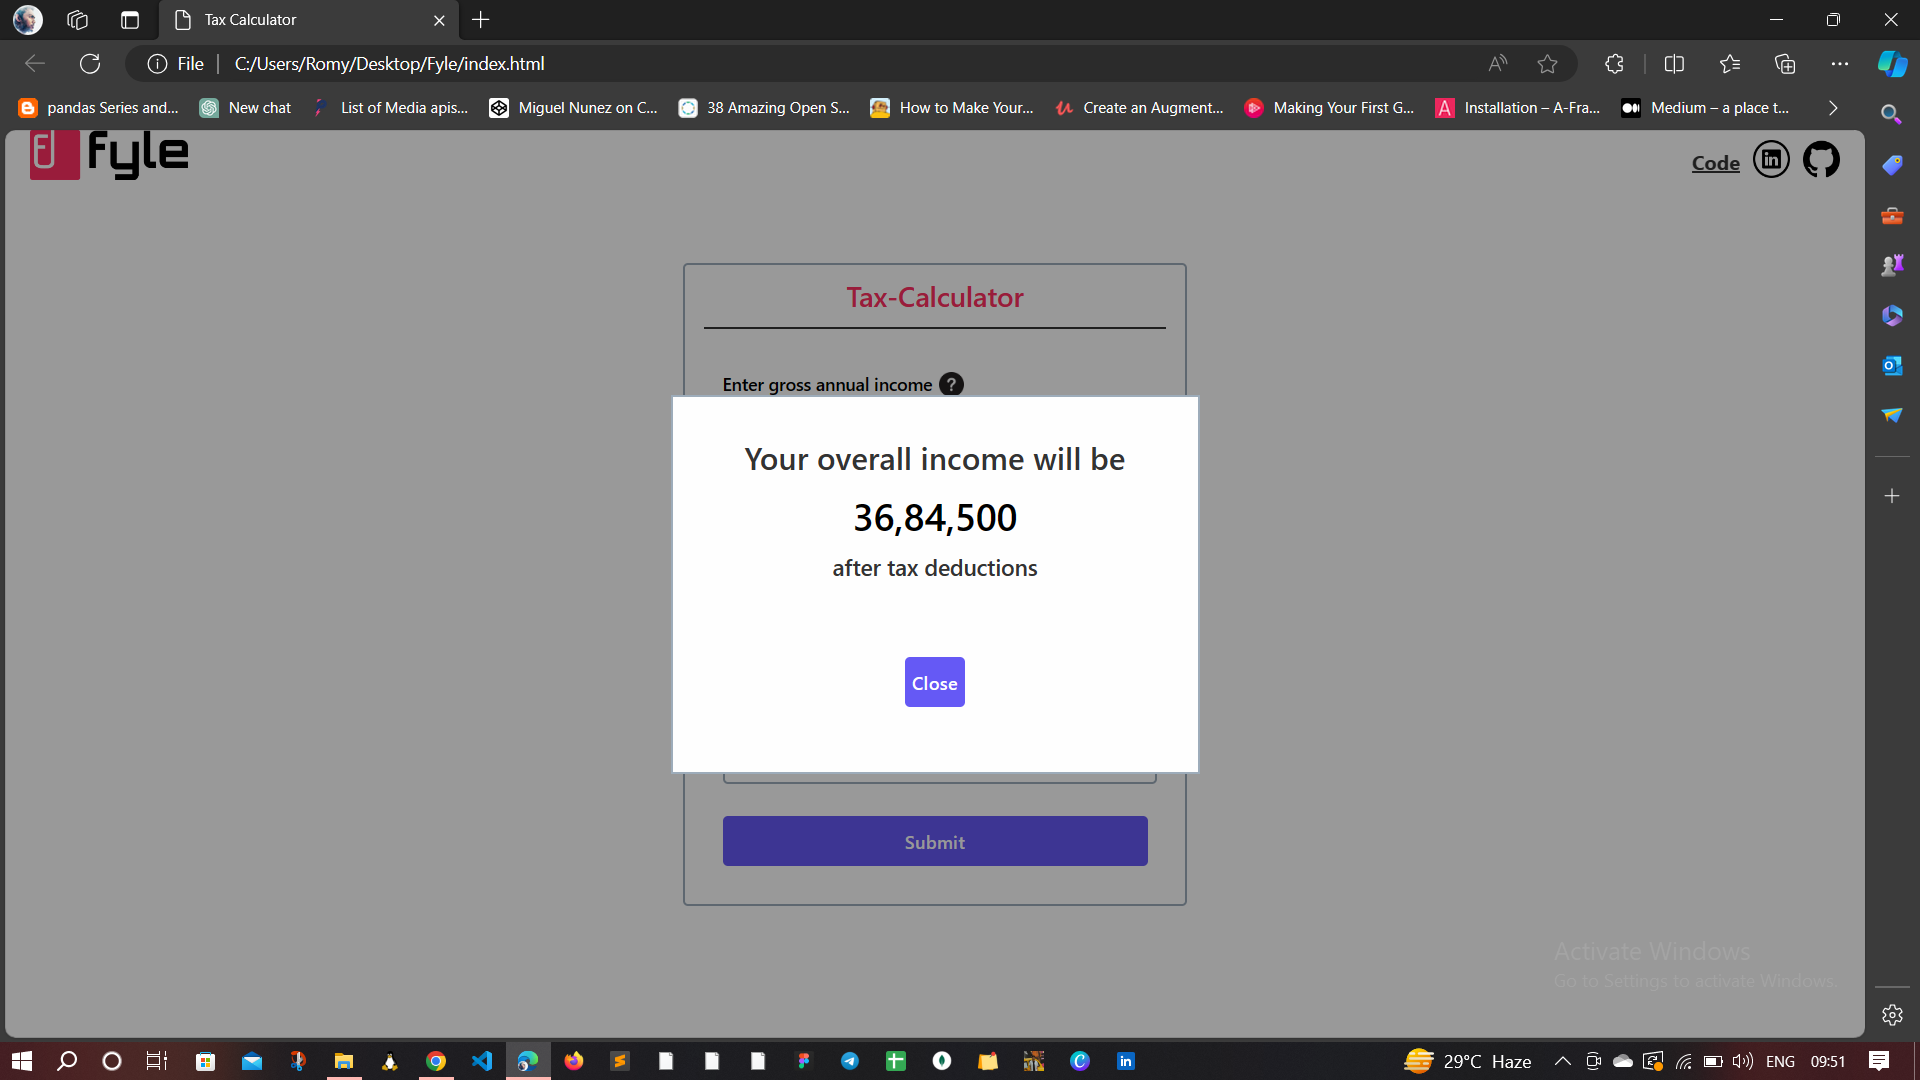 Tax Calculator
File
C:/Users/Romy/Desktop/Fyle/index.html
pandas Series and...
New chat
List of Media apis...
Miguel Nunez on C...
38 Amazing Open S...
How to Make Your...
Create an Augment...
Making Your First G...
Installation – A-Fra...
Medium – a place t...
fyle
Code
Tax-Calculator
Enter gross annual income ?
Your overall income will be
36,84,500
after tax deductions
Close
Submit
Activate Windows
Go to Settings to activate Windows.
29°C Haze
ENG
09:51